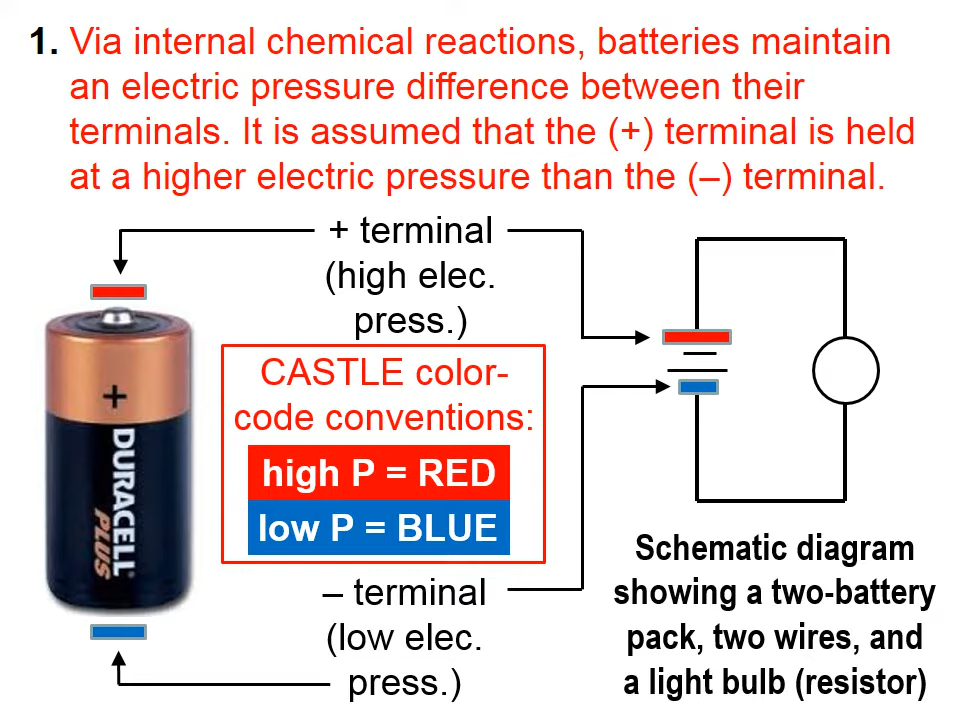 1. Via internal chemical reactions, batteries maintain
an electric pressure difference between their
terminals. It is assumed that the (+) terminal is held
at a higher electric pressure than the (–) terminal.
+ terminal
(high elec.
press.)
CASTLE color-
code conventions:
high P = RED
low P = BLUE
– terminal
(low elec.
press.)
+
DURACELL
PLUS
Schematic diagram
showing a two-battery
pack, two wires, and
a light bulb (resistor)